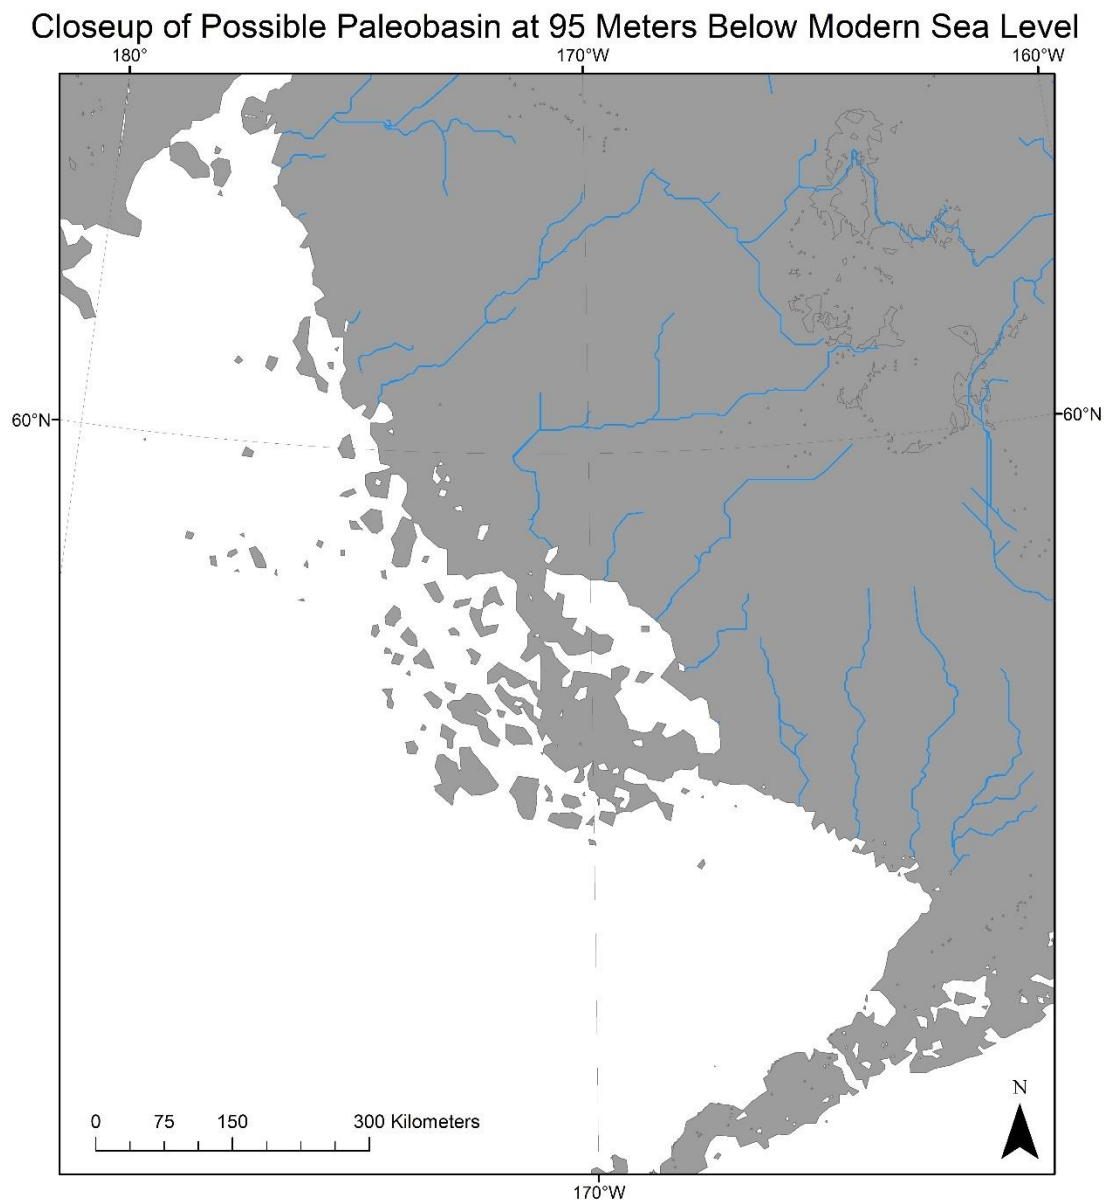 Closeup of Possible Paleobasin at 95 Meters Below Modern Sea Level
180° 170°W 160°W
60°N 60°N
N
0 75 150 300 Kilometers
170°W